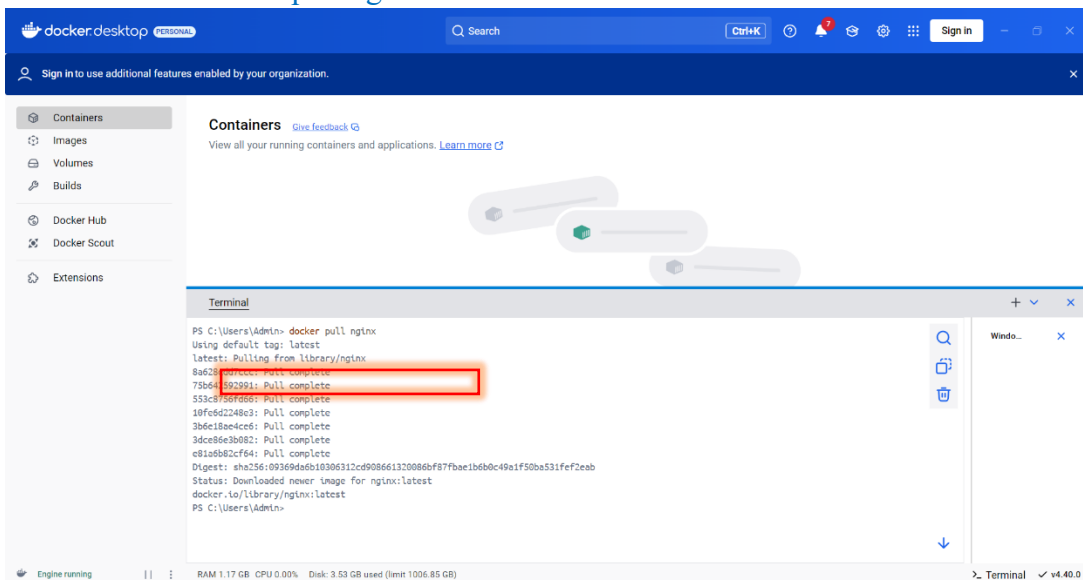 docker.desktop PERSONAL
Search
Ctrl+K
7
Sign in
Sign in to use additional features enabled by your organization.
Containers
Images
Volumes
Builds
Docker Hub
Docker Scout
Extensions
Containers Give feedback
View all your running containers and applications. Learn more
Terminal
PS C:\Users\Admin> docker pull nginx
Using default tag: latest
latest: Pulling from library/nginx
Pull complete
Pull complete
Pull complete
10fe6d2248e3: Pull complete
3b6e18ae4ce6: Pull complete
3dce86e3b082: Pull complete
e81a6b82cf64: Pull complete
Digest: sha256:09369da6b10306312cd908661320086bf87fbae1b6b0c49a1f50ba531fef2eab
Status: Downloaded newer image for nginx:latest
docker.io/library/nginx:latest
PS C:\Users\Admin>
Windo...
Engine running
RAM 1.17 GB CPU 0.00% Disk: 3.53 GB used (limit 1006.85 GB)
Terminal
v4.40.0